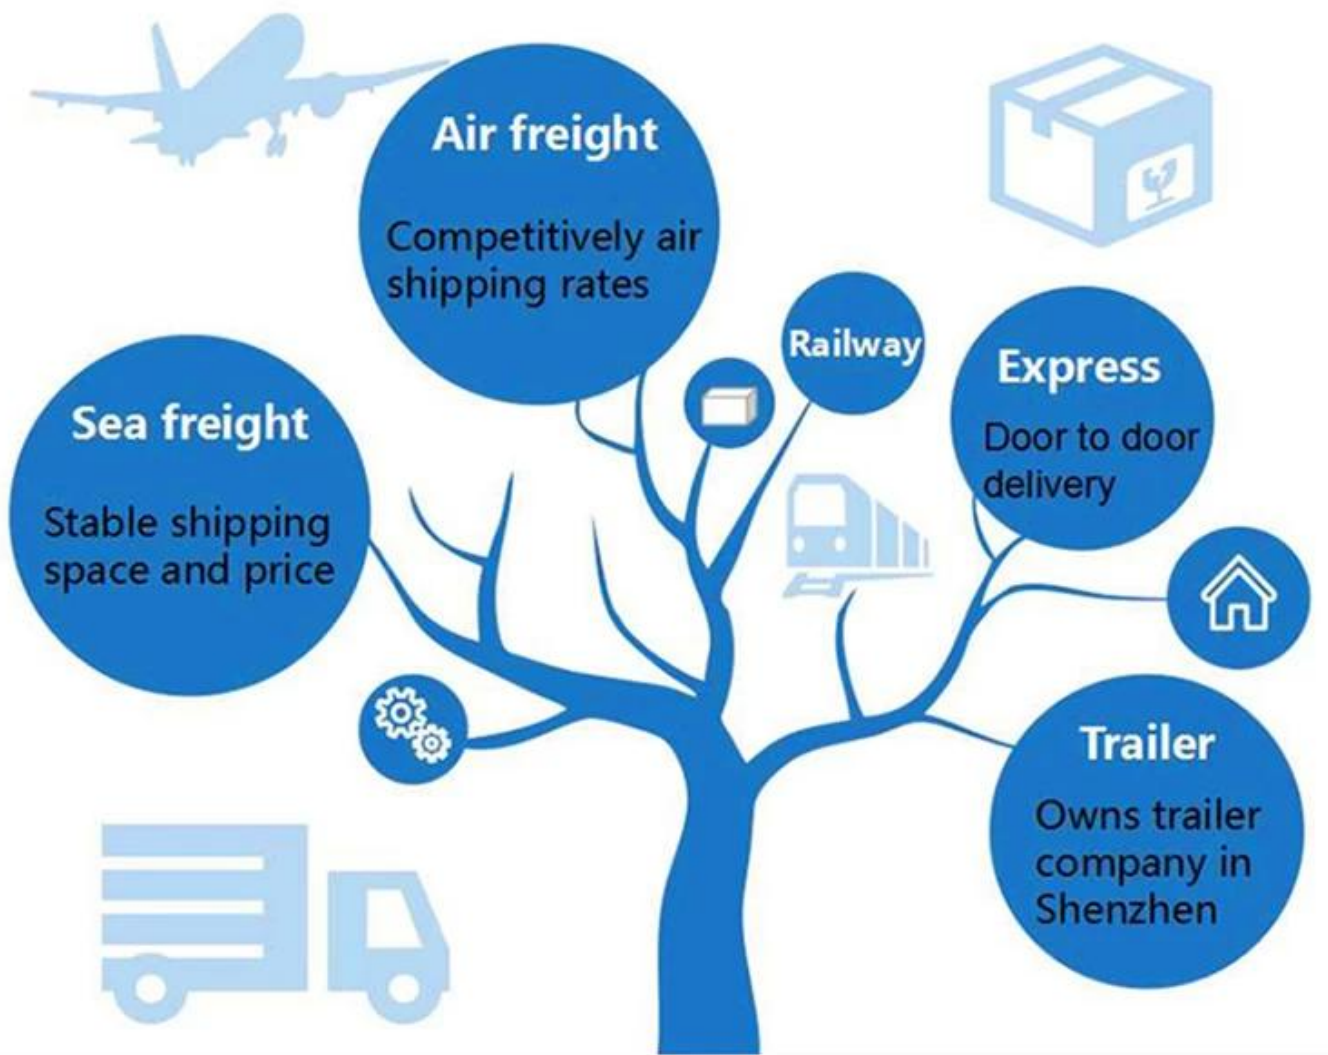 Air freight
Competitively air
shipping rates
Railway
Express
Door to door
delivery
Sea freight
Stable shipping
space and price
Trailer
Owns trailer
company in
Shenzhen